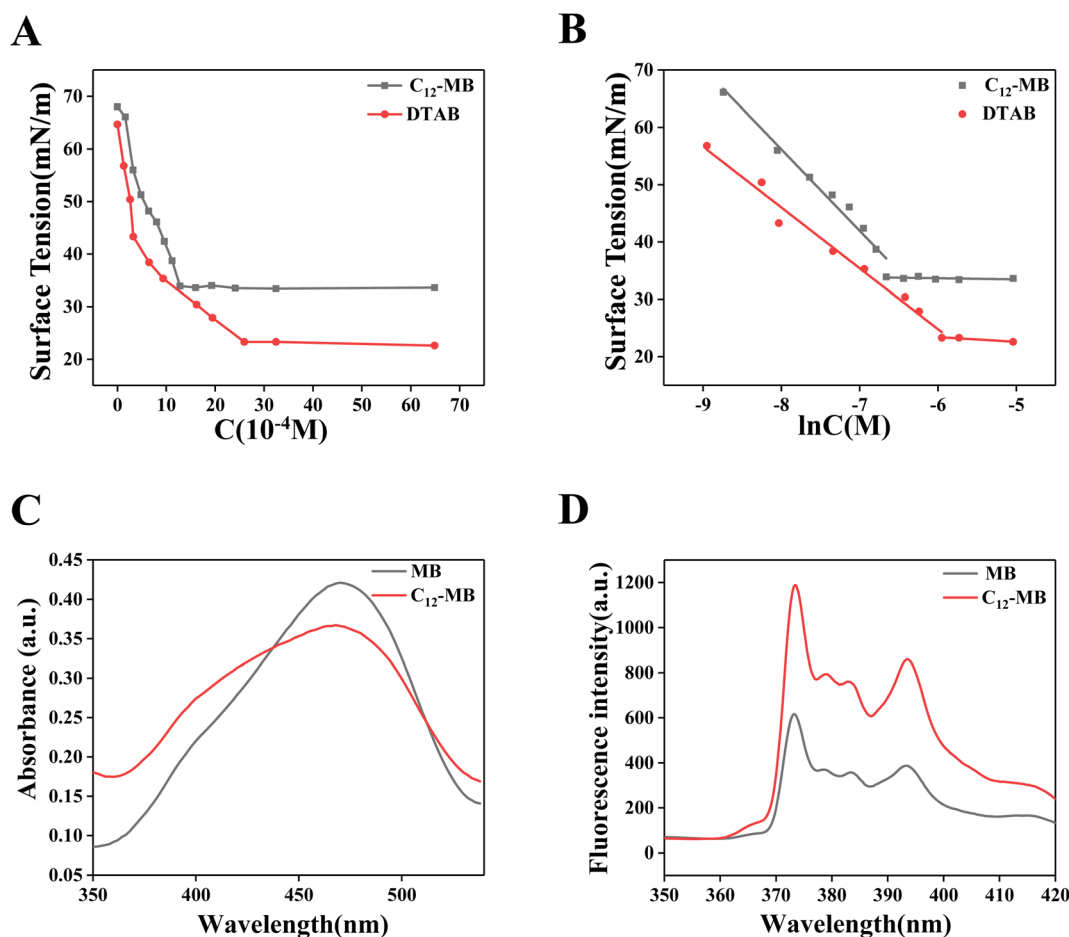 A
Surface Tension(mN/m)
70
60
50
40
30
20
0 10 20 30 40 50 60 70
C(10⁻⁴M)
C₁₂-MB
DTAB
B
Surface Tension(mN/m)
70
60
50
40
30
20
-9 -8 -7 -6 -5
lnC(M)
C₁₂-MB
DTAB
C
Absorbance (a.u.)
0.45
0.40
0.35
0.30
0.25
0.20
0.15
0.10
0.05
350 400 450 500
Wavelength(nm)
MB
C₁₂-MB
D
Fluorescence intensity(a.u.)
1200
1000
800
600
400
200
0
350 360 370 380 390 400 410 420
Wavelength(nm)
MB
C₁₂-MB